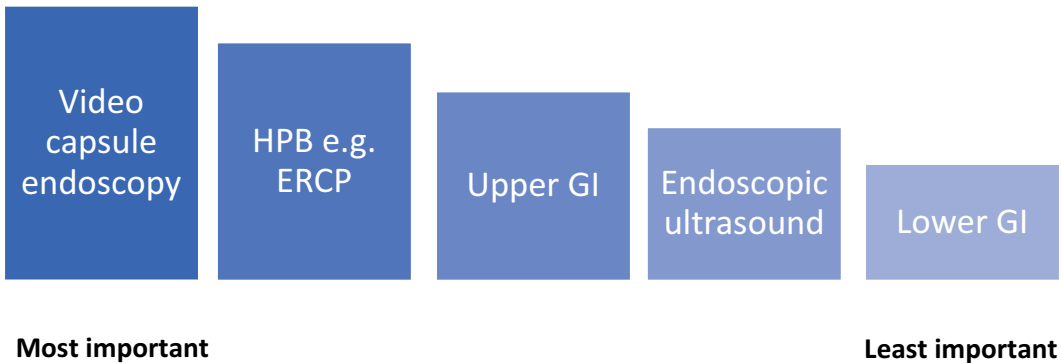 Video
capsule
endoscopy
HPB e.g.
ERCP
Upper GI
Endoscopic
ultrasound
Lower GI
Most important
Least important